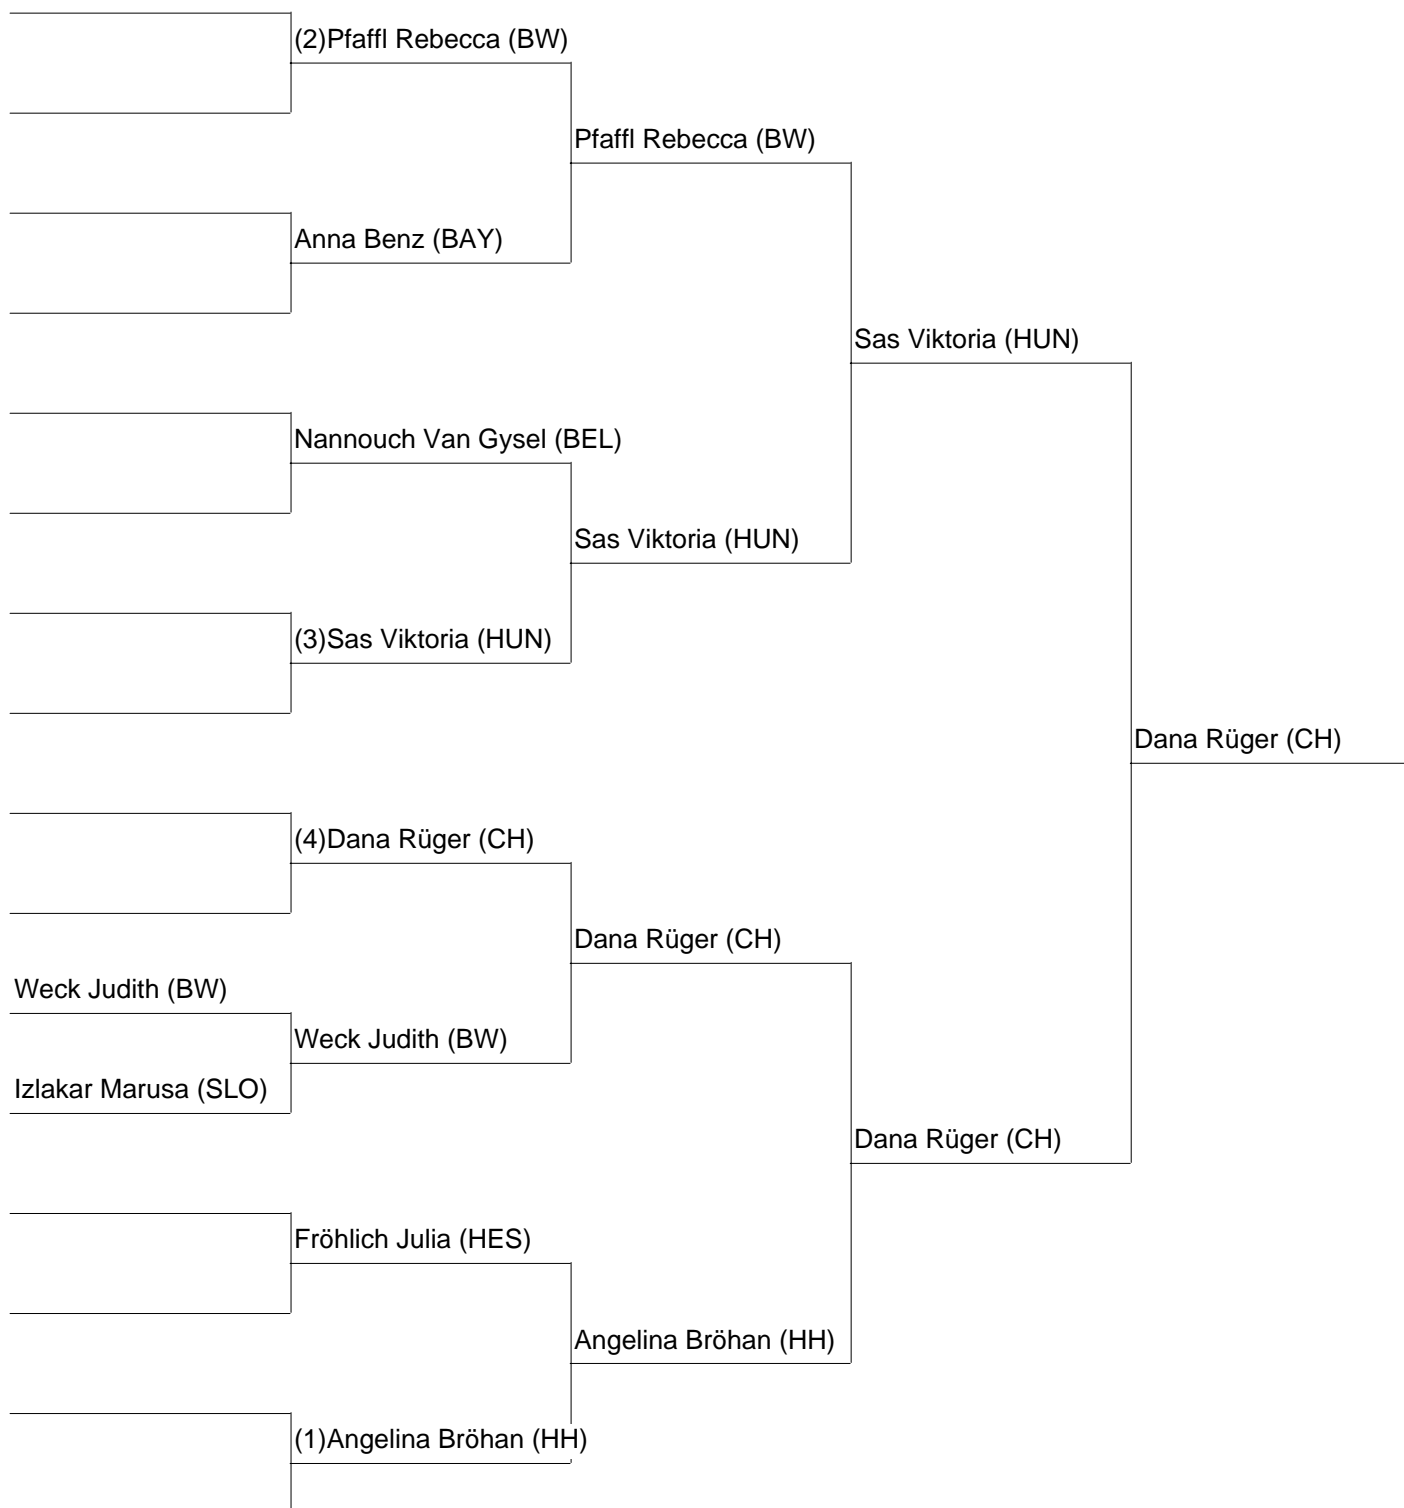 (2)Pfaffl Rebecca (BW)
Pfaffl Rebecca (BW)
Anna Benz (BAY)
Sas Viktoria (HUN)
Nannouch Van Gysel (BEL)
Sas Viktoria (HUN)
(3)Sas Viktoria (HUN)
Dana Rüger (CH)
(4)Dana Rüger (CH)
Dana Rüger (CH)
Weck Judith (BW)
Weck Judith (BW)
Izlakar Marusa (SLO)
Dana Rüger (CH)
Fröhlich Julia (HES)
Angelina Bröhan (HH)
(1)Angelina Bröhan (HH)